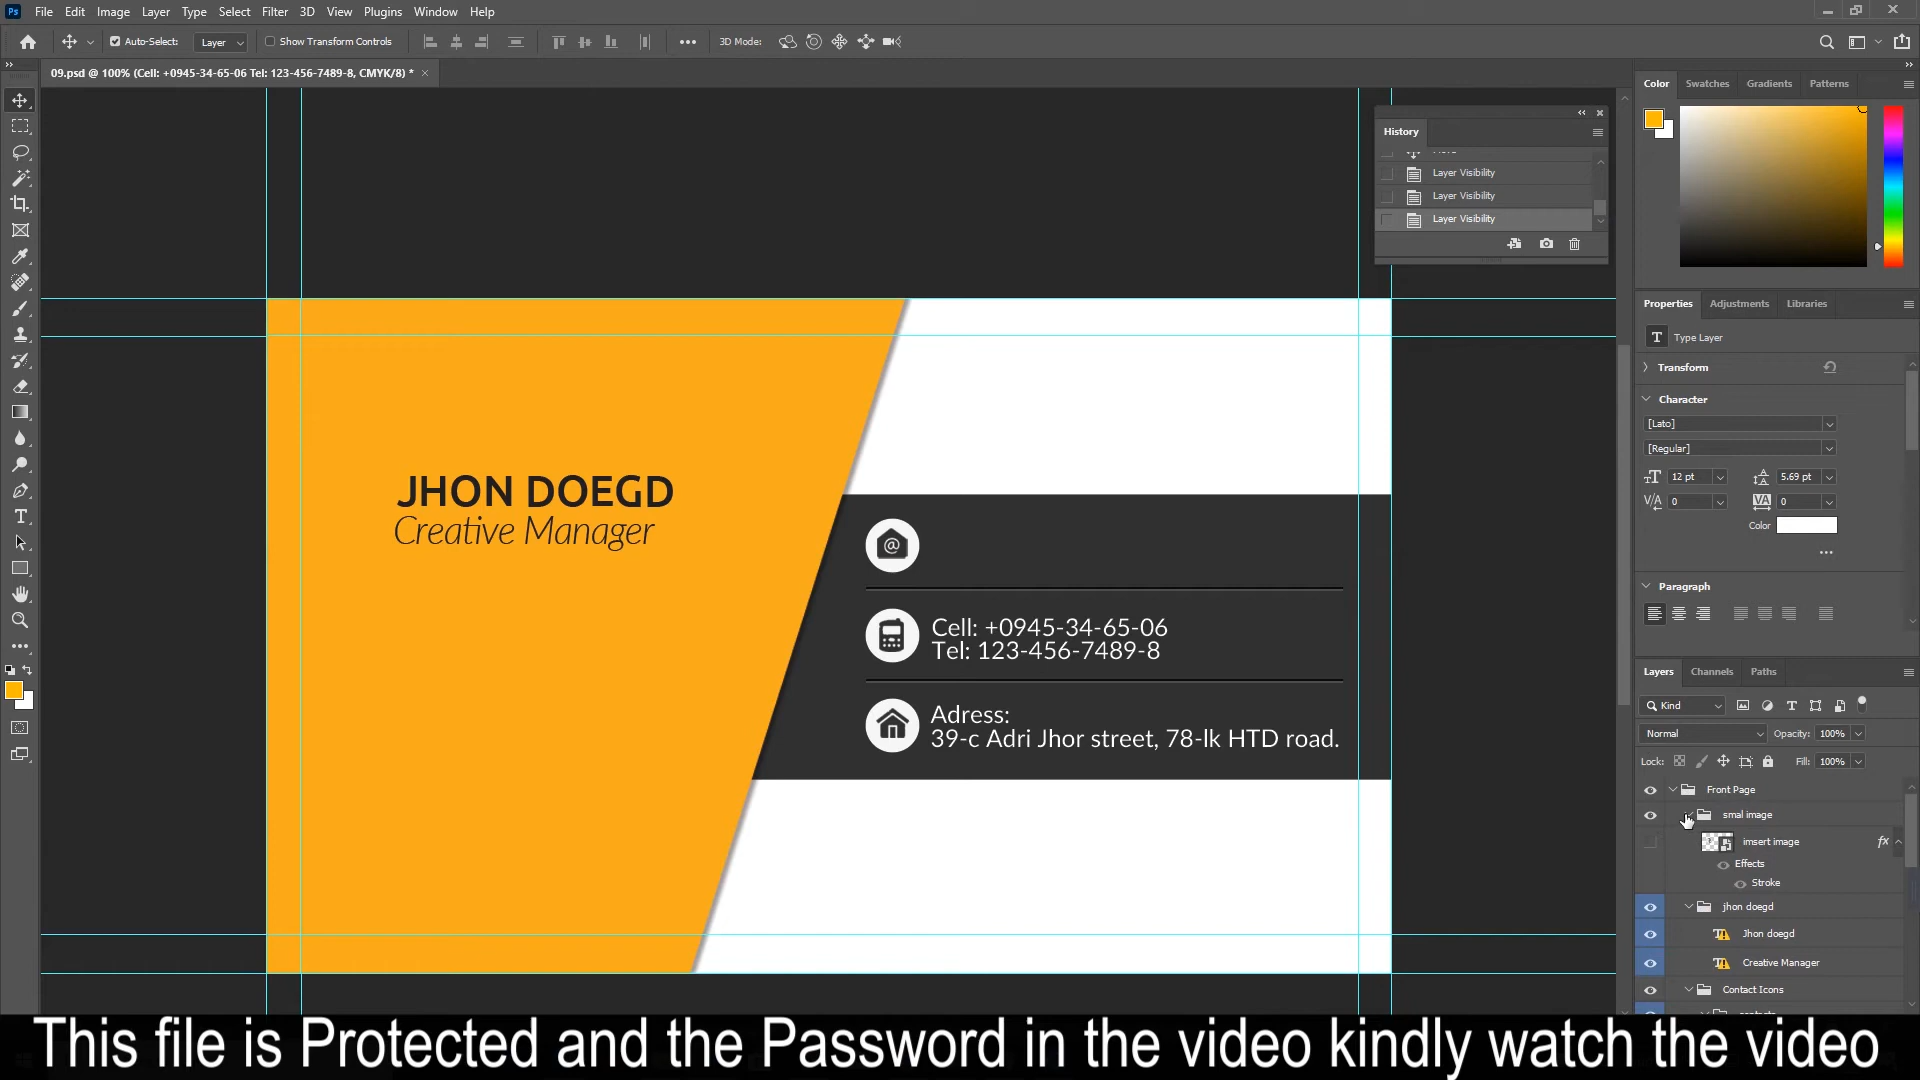 Ps File Edit Image Layer Type Select Filter 3D View Plugins Window Help
Auto-Select: Layer Show Transform Controls 3D Mode:
09.psd @ 100% (Cell: +0945-34-65-06 Tel: 123-456-7489-8, CMYK/8) *
Color Swatches Gradients Patterns
History
Layer Visibility
Layer Visibility
Layer Visibility
Properties Adjustments Libraries
T Type Layer
Transform
Character
[Lato]
[Regular]
12 pt 5.69 pt
0 0
Color
Paragraph
JHON DOEGD
Creative Manager
@
Cell: +0945-34-65-06
Tel: 123-456-7489-8
Adress:
39-c Adri Jhor street, 78-lk HTD road.
Layers Channels Paths
Kind
Normal Opacity: 100%
Lock: Fill: 100%
Front Page
smal image
imsert image fx
Effects
Stroke
jhon doegd
Jhon doegd
Creative Manager
Contact Icons
This file is Protected and the Password in the video kindly watch the video